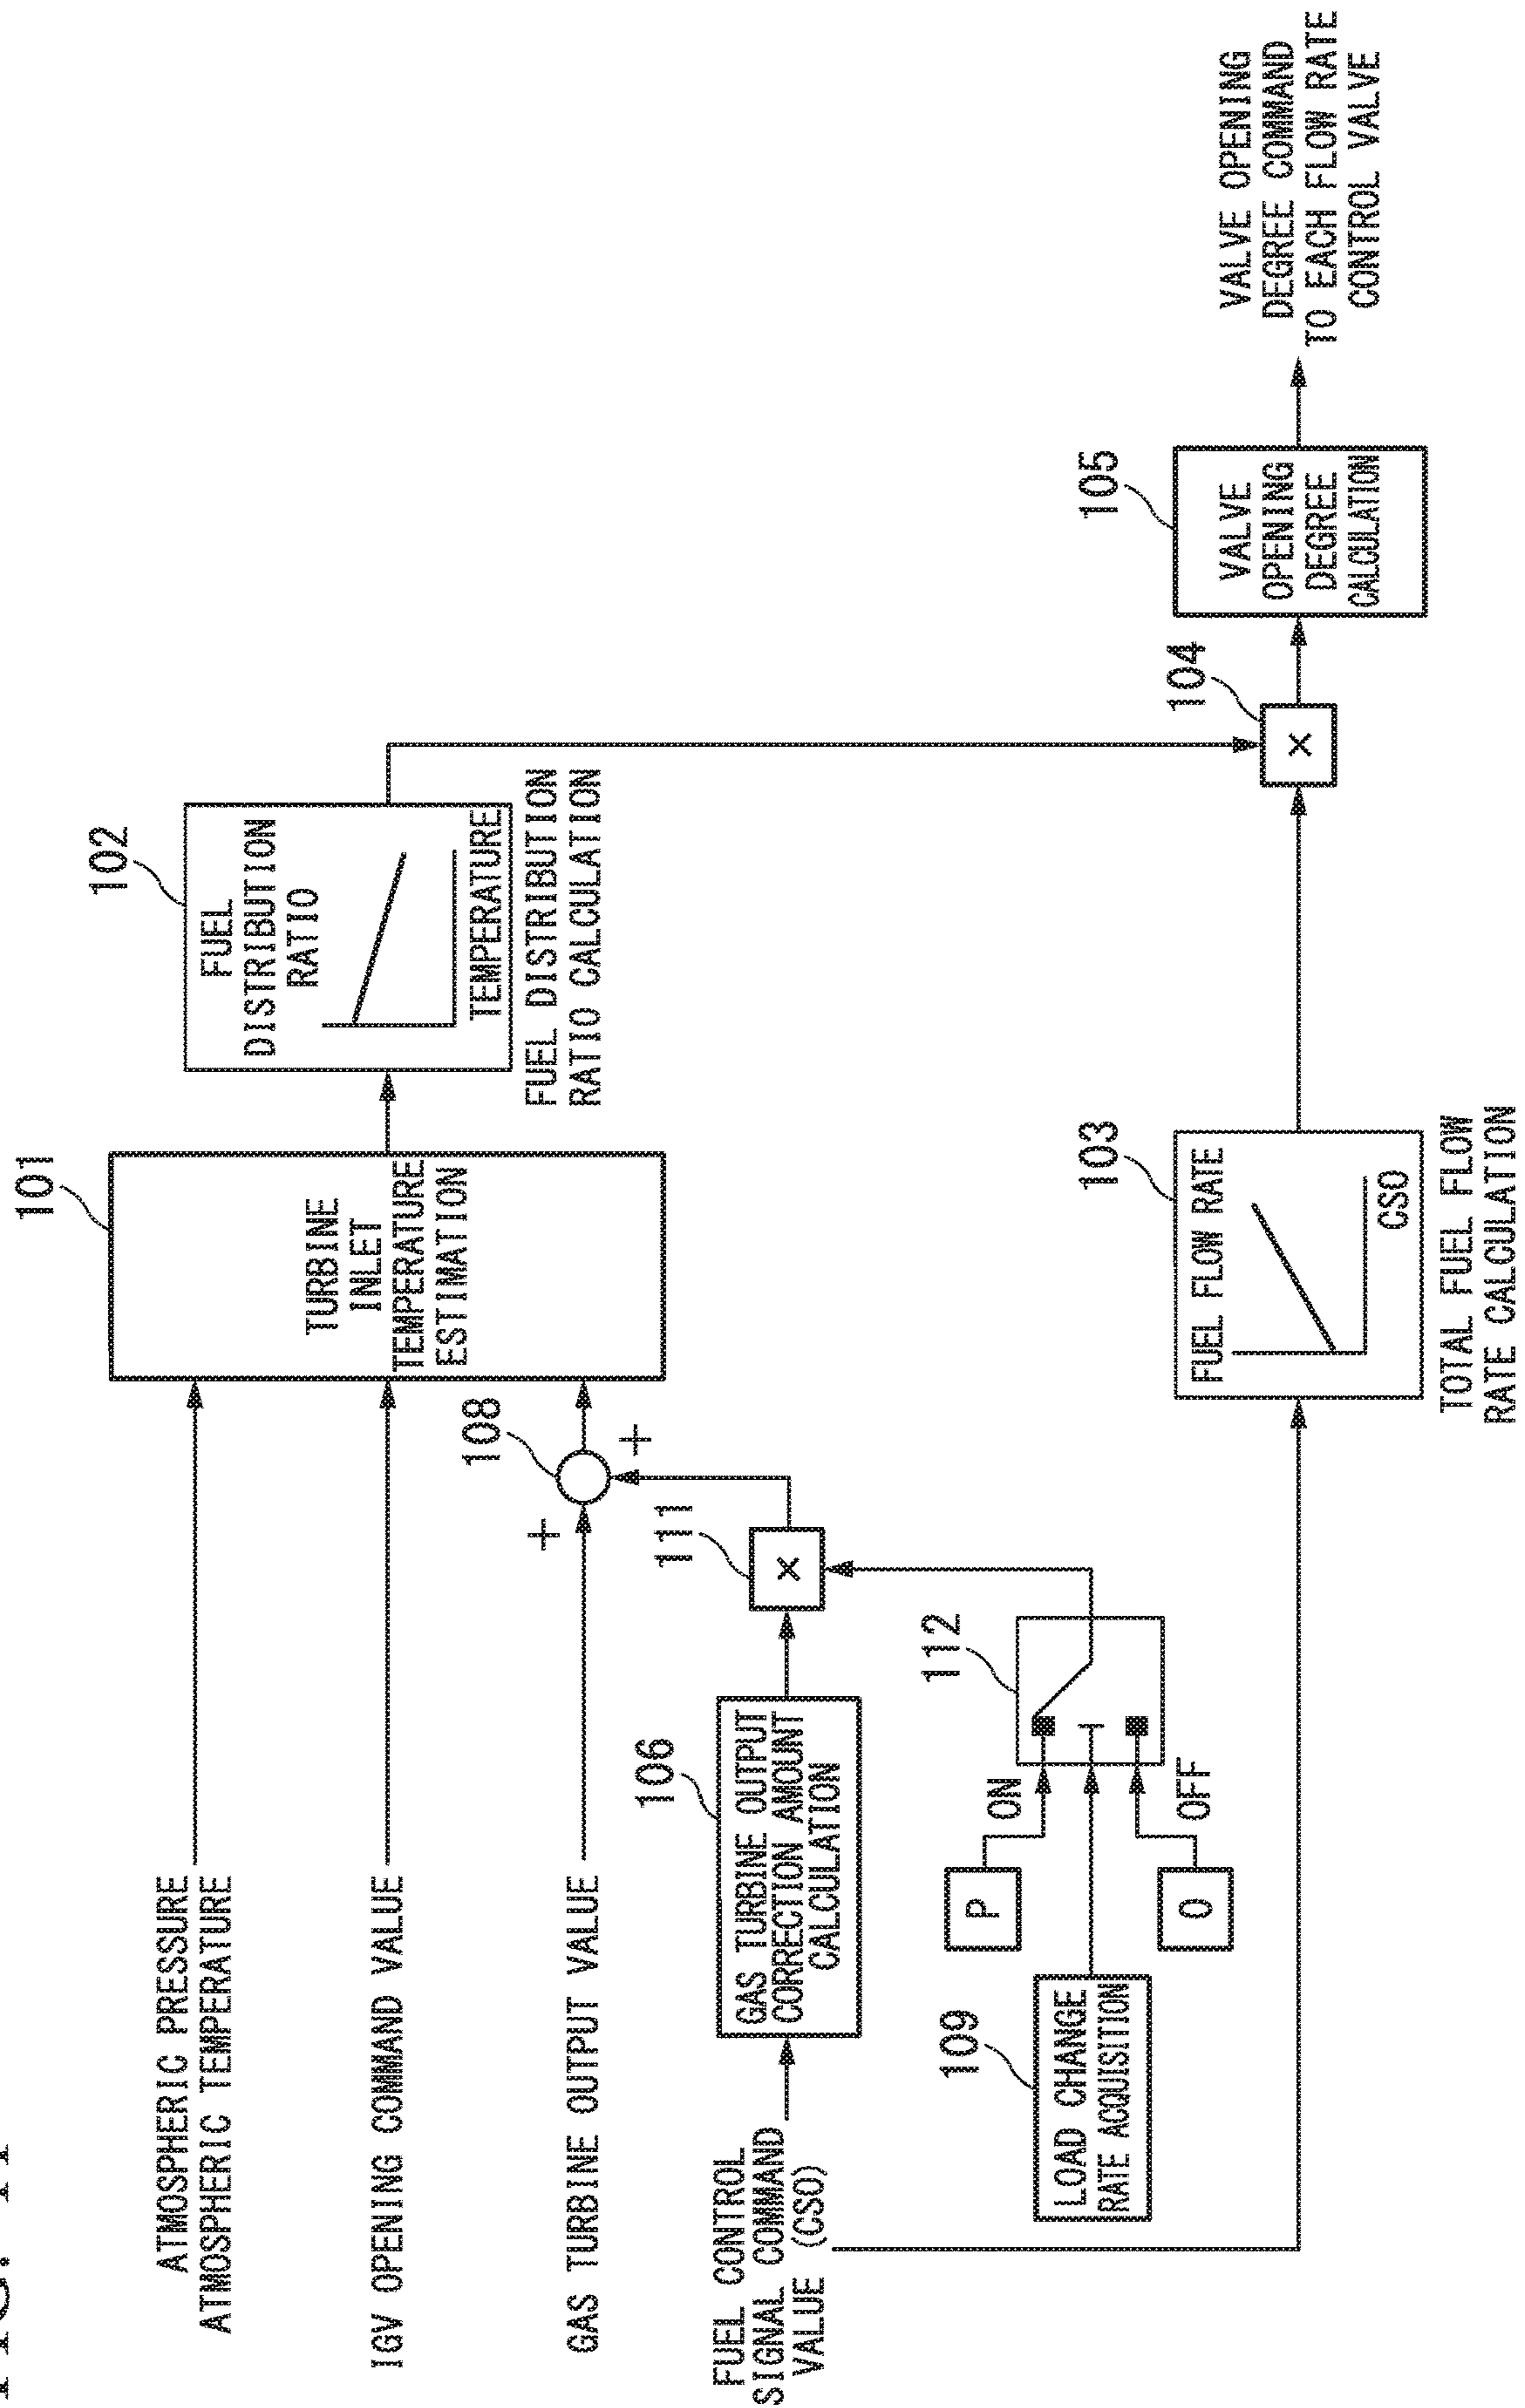 101
102
ATMOSPHERIC PRESSURE
ATMOSPHERIC TEMPERATURE
IGV OPENING COMMAND VALUE
GAS TURBINE OUTPUT VALUE
TURBINE
INLET
TEMPERATURE
ESTIMATION
FUEL
DISTRIBUTION
RATIO
TEMPERATURE
FUEL DISTRIBUTION
RATIO CALCULATION
108
+
+
111
×
106
GAS TURBINE OUTPUT
CORRECTION AMOUNT
CALCULATION
FUEL CONTROL
SIGNAL COMMAND
VALUE (CSO)
109
LOAD CHANGE
RATE ACQUISITION
P
ON
0
OFF
112
103
FUEL FLOW RATE
CSO
TOTAL FUEL FLOW
RATE CALCULATION
104
×
105
VALVE
OPENING
DEGREE
CALCULATION
VALVE OPENING
DEGREE COMMAND
TO EACH FLOW RATE
CONTROL VALVE